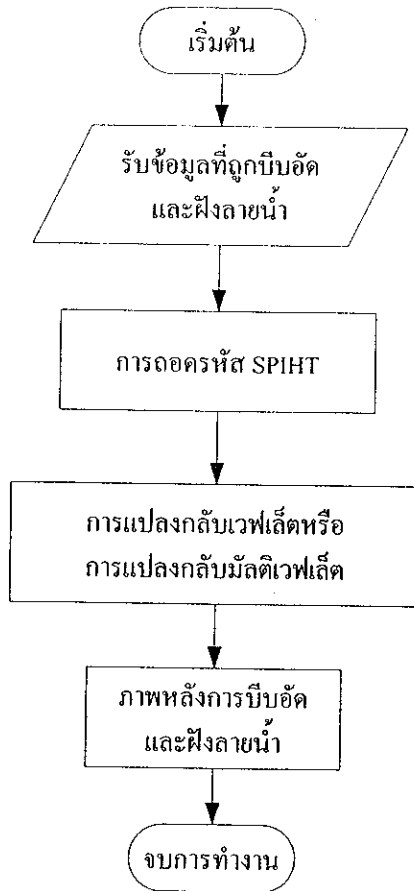 เริ่มต้น
รับข้อมูลที่ถูกบีบอัด
และฝังลายน้ำ
การถอดรหัส SPIHT
การแปลงกลับเวฟเล็ตหรือ
การแปลงกลับมัลติเวฟเล็ต
ภาพหลังการบีบอัด
และฝังลายน้ำ
จบการทำงาน